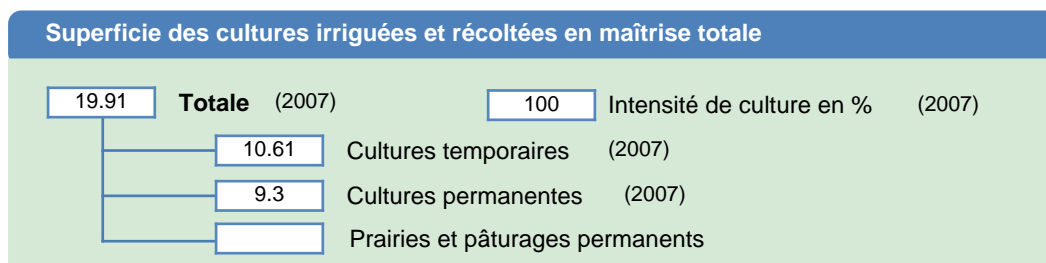 Superficie des cultures irriguées et récoltées en maîtrise totale
19.91 Totale (2007) 100 Intensité de culture en % (2007)
10.61 Cultures temporaires (2007)
9.3 Cultures permanentes (2007)
Prairies et pâturages permanents